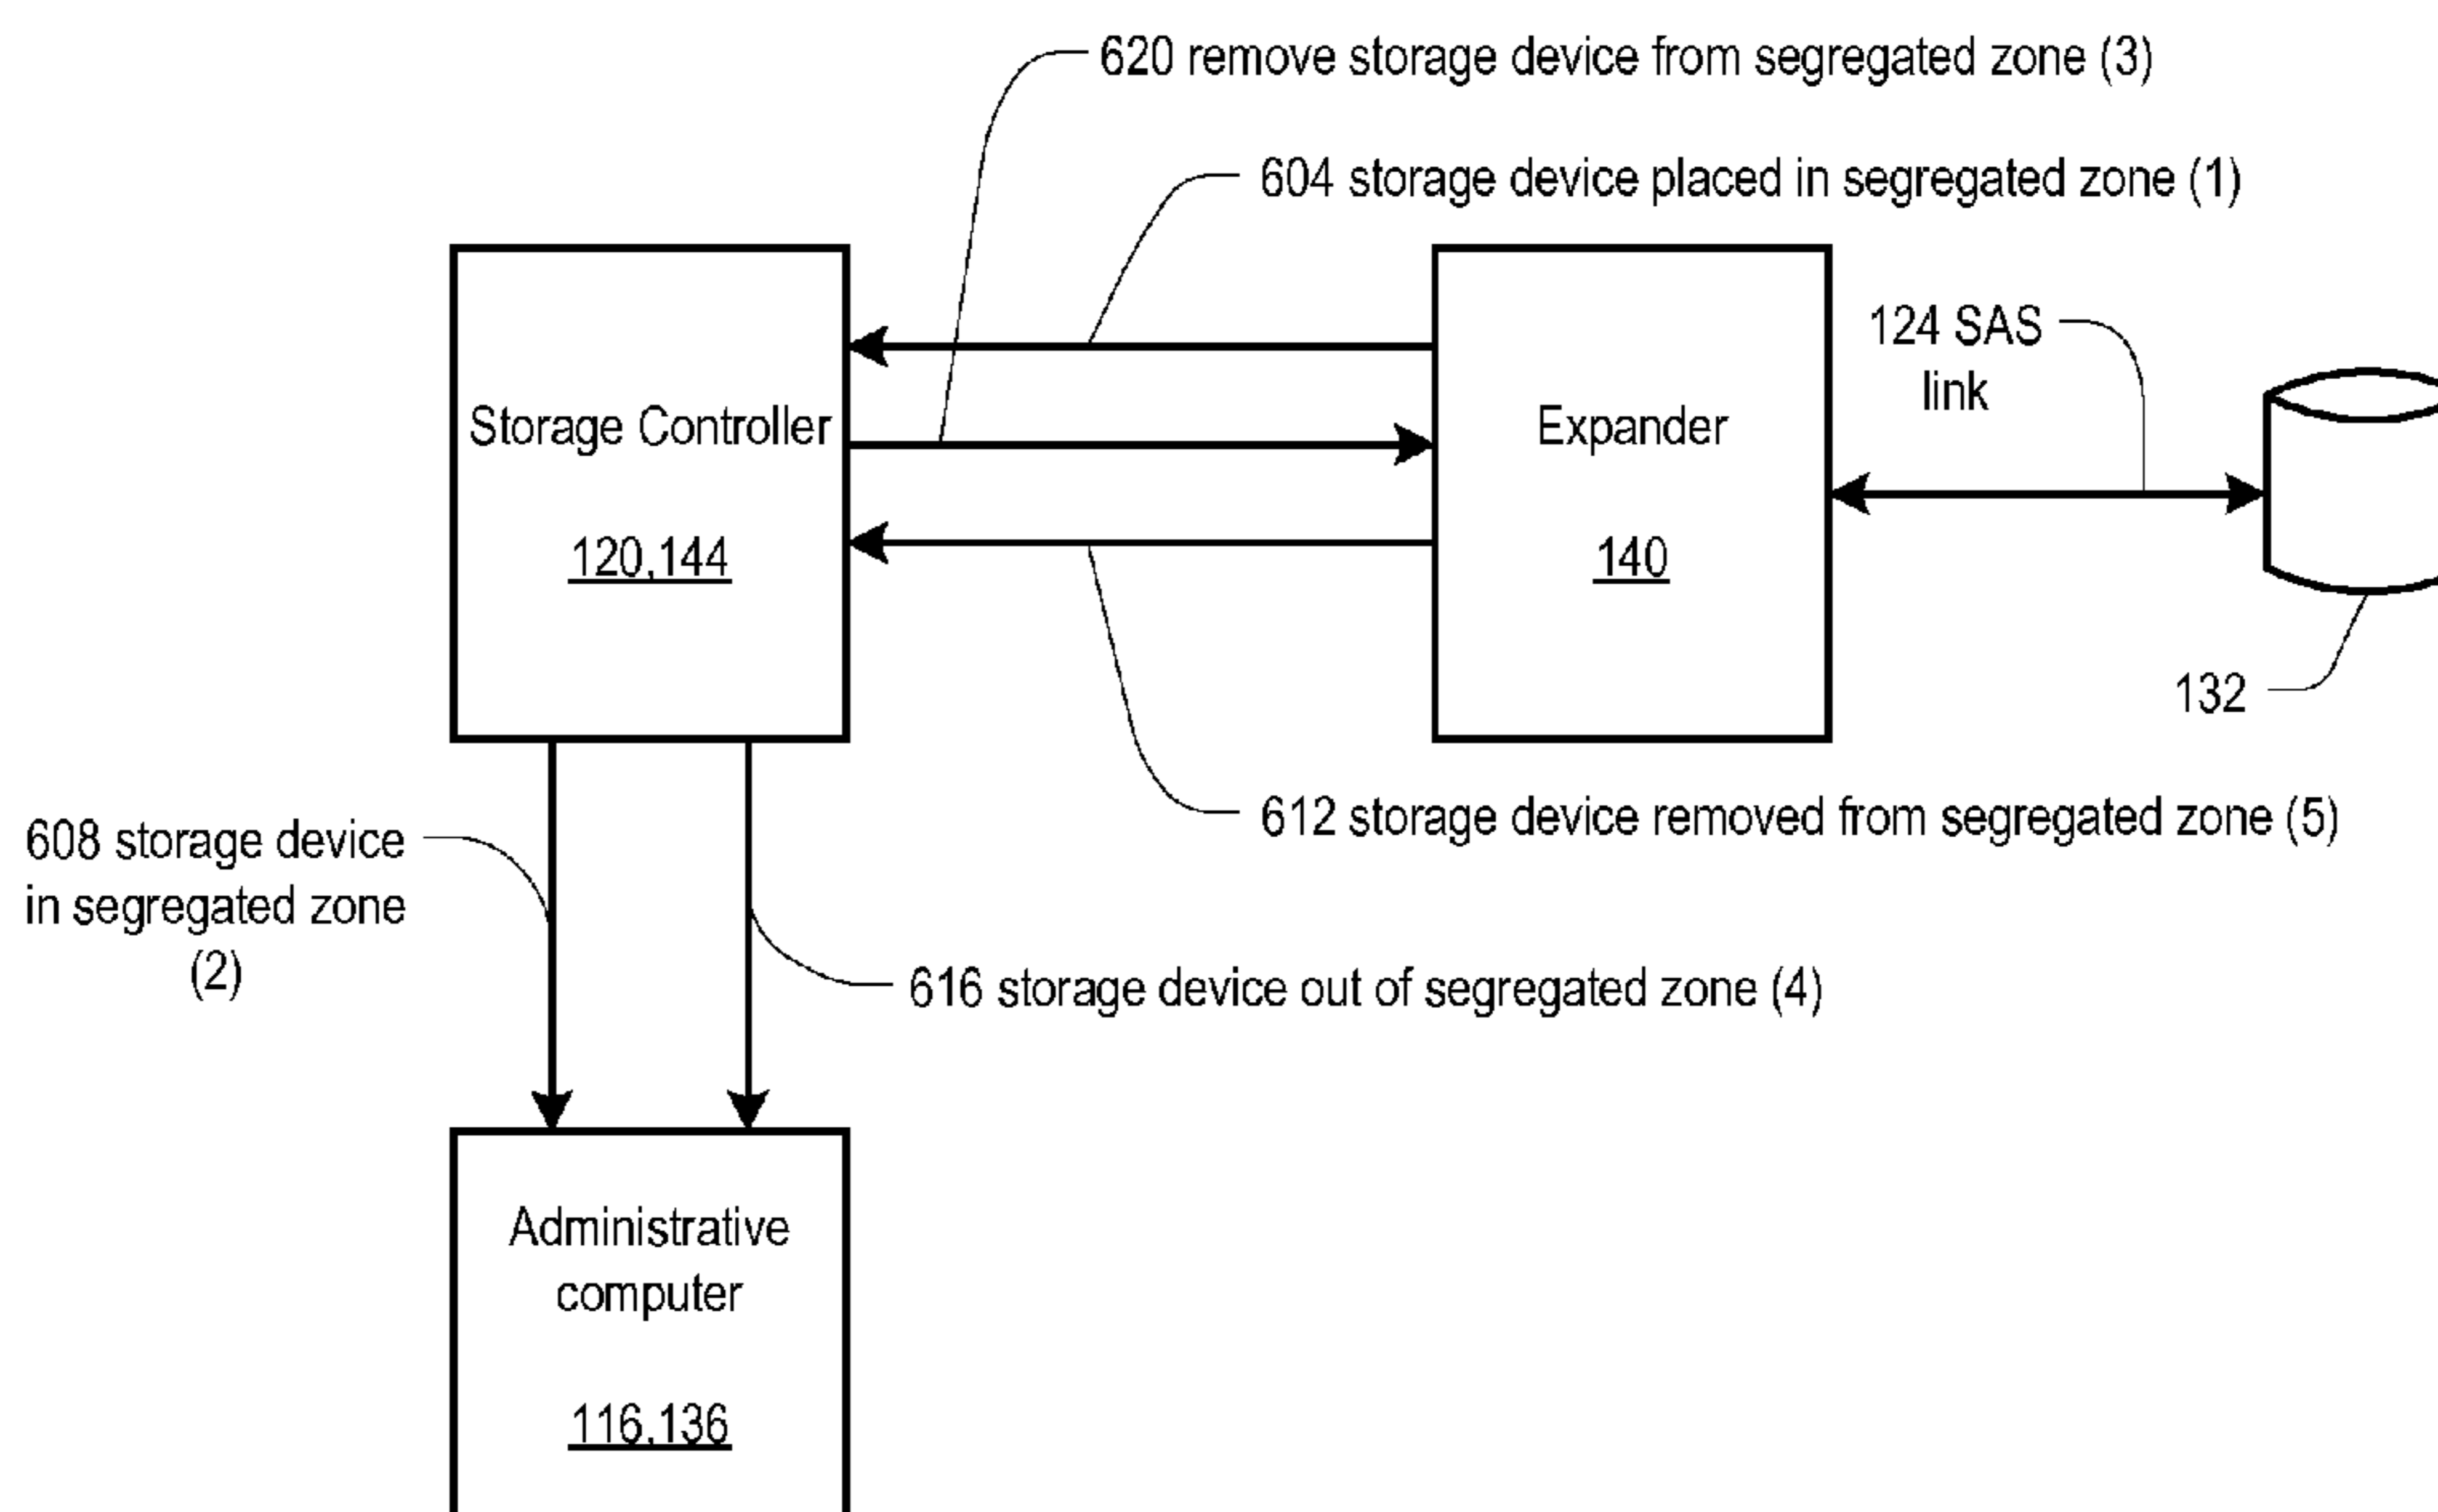 620 remove storage device from segregated zone (3)
604 storage device placed in segregated zone (1)
124 SAS
link
Storage Controller
120,144
Expander
140
132
612 storage device removed from segregated zone (5)
608 storage device
in segregated zone
(2)
616 storage device out of segregated zone (4)
Administrative
computer
116,136